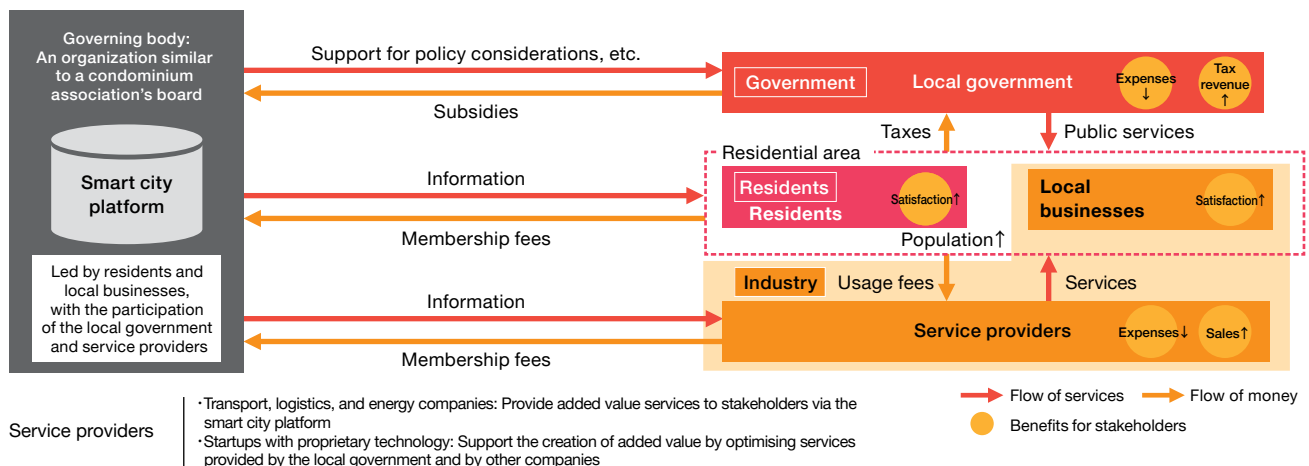 Governing body:
An organization similar
to a condominium
association's board
Smart city
platform
Led by residents and
local businesses,
with the participation
of the local government
and service providers
Support for policy considerations, etc.
Subsidies
Information
Membership fees
Information
Membership fees
Government
Local government
Expenses
↓
Tax
revenue
↑
Taxes
Public services
Residential area
Residents
Residents
Satisfaction↑
Local
businesses
Satisfaction↑
Population↑
Industry
Usage fees
Services
Service providers
Expenses↓
Sales↑
Flow of services
Flow of money
Benefits for stakeholders
Service providers
・Transport, logistics, and energy companies: Provide added value services to stakeholders via the
smart city platform
・Startups with proprietary technology: Support the creation of added value by optimising services
provided by the local government and by other companies